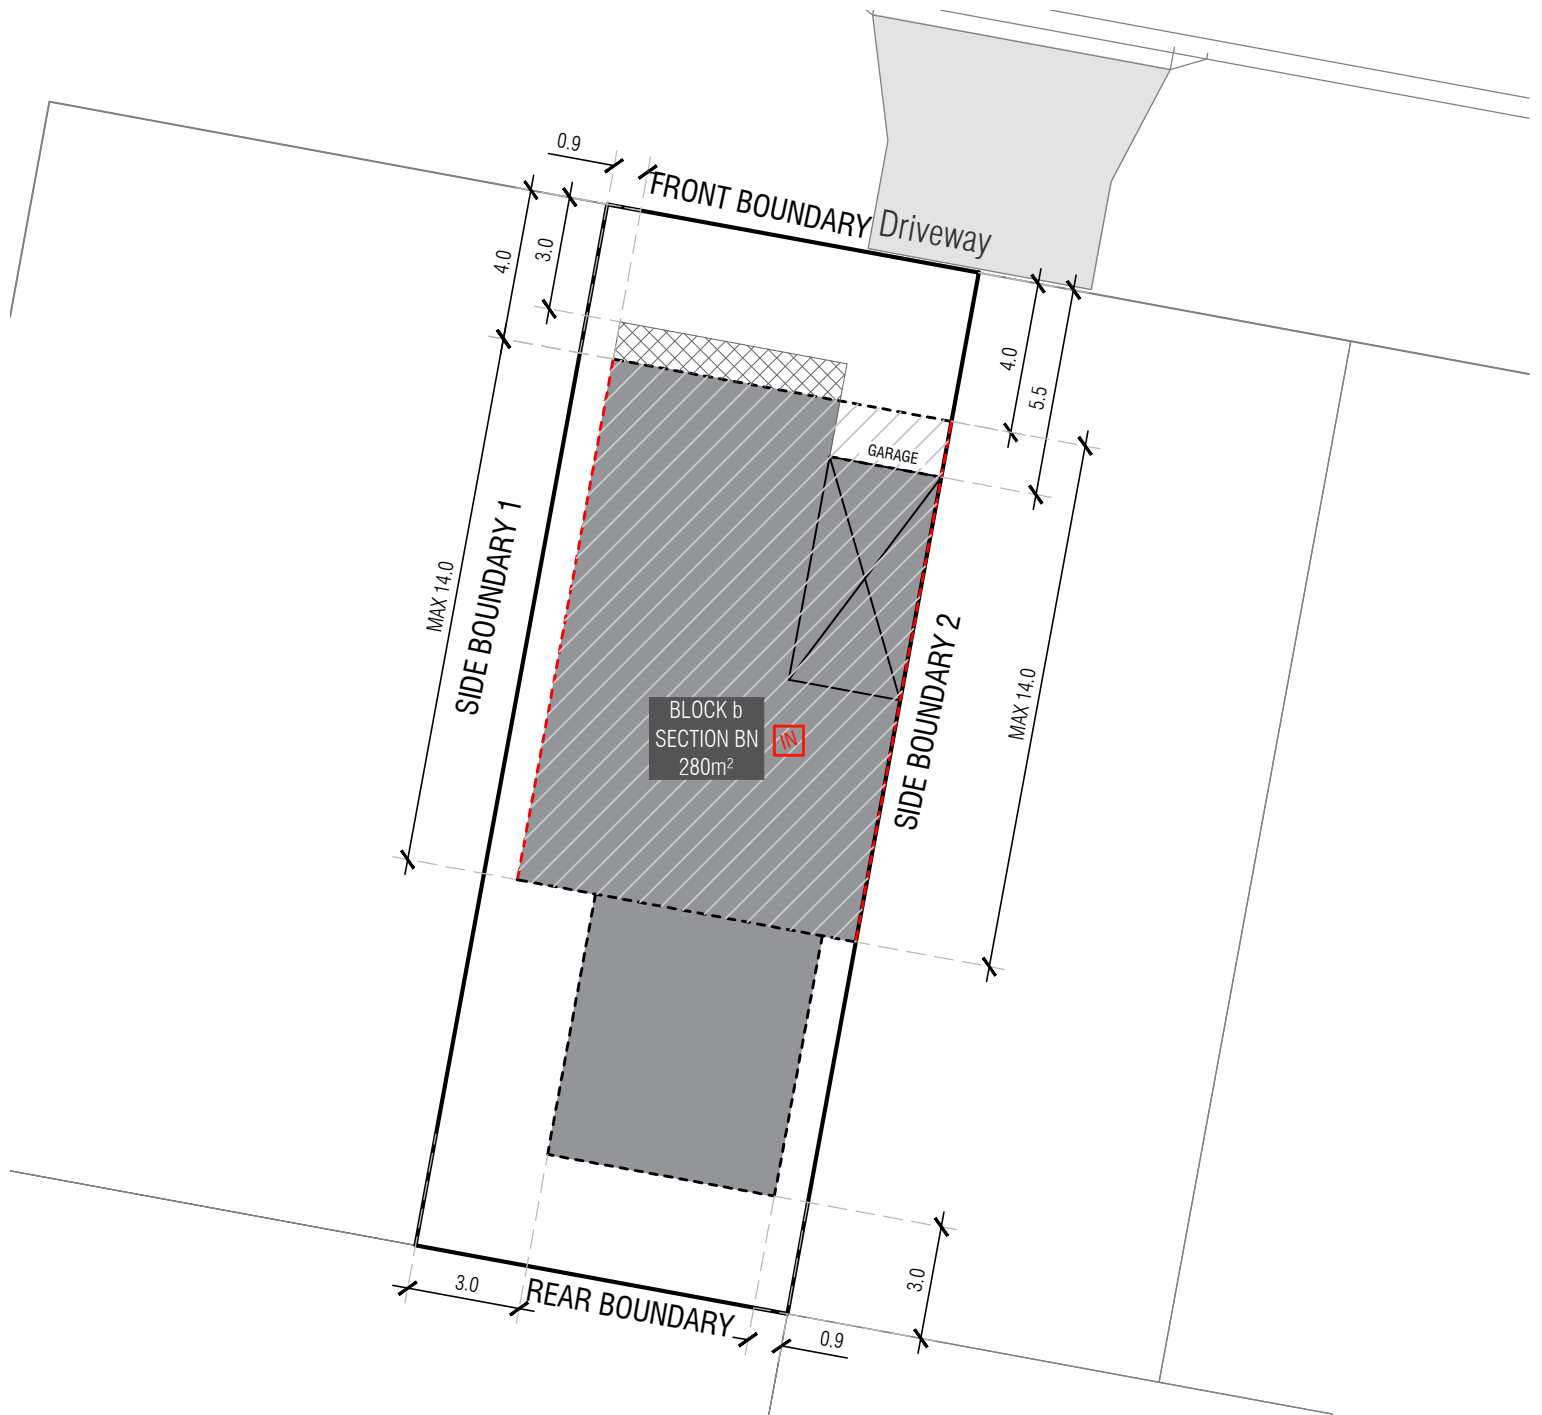 0.9
FRONT BOUNDARY
Driveway
4.0
3.0
4.0
5.5
GARAGE
MAX 14.0
SIDE BOUNDARY 1
SIDE BOUNDARY 2
MAX 14.0
BLOCK b
SECTION BN
280m²
IN
3.0
REAR BOUNDARY
0.9
3.0